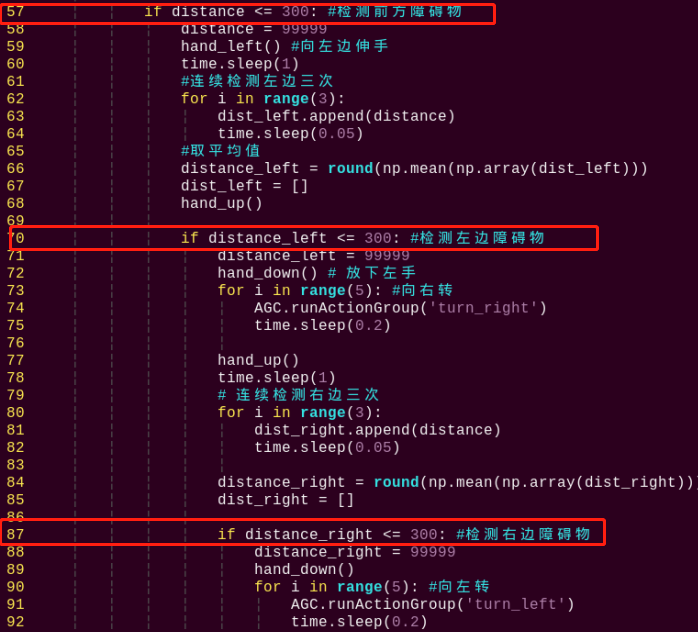 57 if distance <= 300: #检测前方障碍物
58 distance = 99999
59 hand_left() #向左边伸手
60 time.sleep(1)
61 #连续检测左边三次
62 for i in range(3):
63 dist_left.append(distance)
64 time.sleep(0.05)
65 #取平均值
66 distance_left = round(np.mean(np.array(dist_left)))
67 dist_left = []
68 hand_up()
69
70 if distance_left <= 300: #检测左边障碍物
71 distance_left = 99999
72 hand_down() # 放下左手
73 for i in range(5): #向右转
74 AGC.runActionGroup('turn_right')
75 time.sleep(0.2)
76
77 hand_up()
78 time.sleep(1)
79 # 连续检测右边三次
80 for i in range(3):
81 dist_right.append(distance)
82 time.sleep(0.05)
83
84 distance_right = round(np.mean(np.array(dist_right)))
85 dist_right = []
86
87 if distance_right <= 300: #检测右边障碍物
88 distance_right = 99999
89 hand_down()
90 for i in range(5): #向左转
91 AGC.runActionGroup('turn_left')
92 time.sleep(0.2)